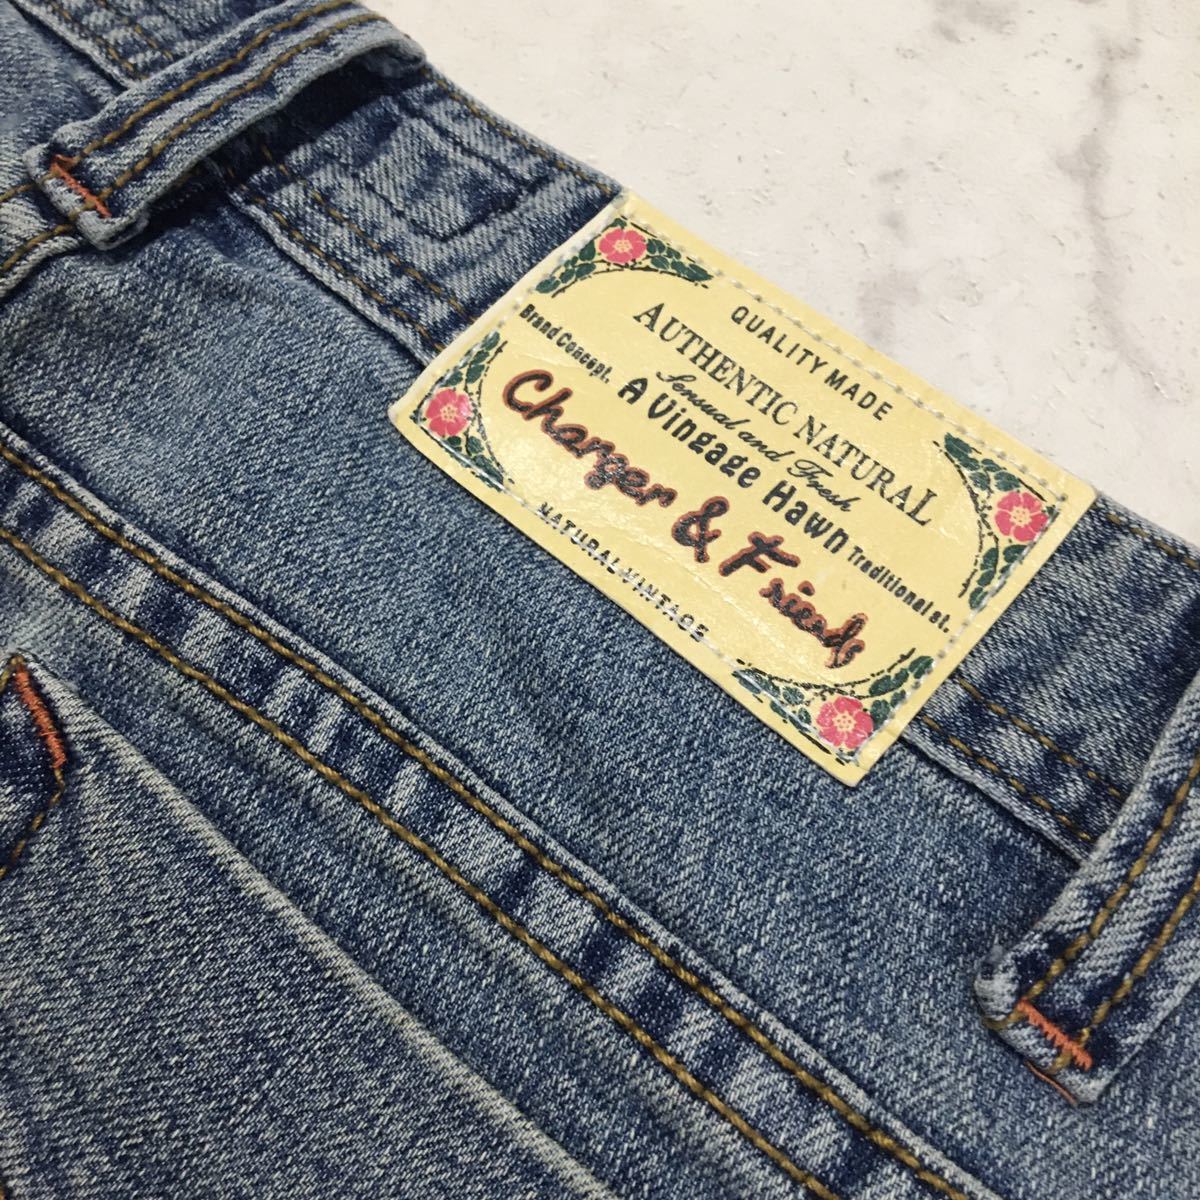 QUALITY MADE
AUTHENTIC NATURAL
Sensual and Fresh
Brand Concept. A Vingage Hawn Traditional st.
Charger & Friends
NATURAL VINTAGE